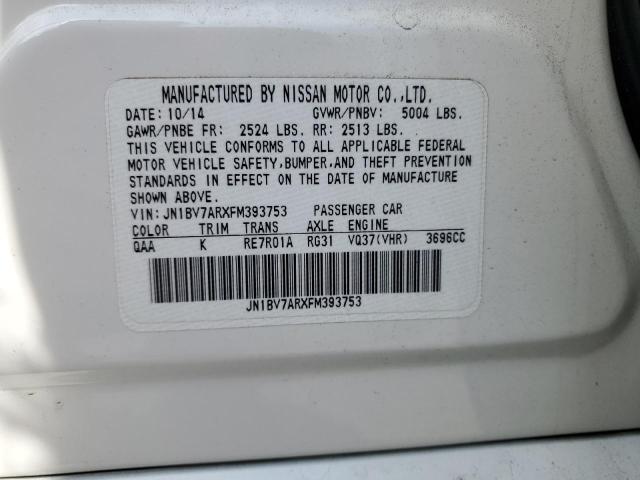 MANUFACTURED BY NISSAN MOTOR CO.,LTD.
DATE: 10/14 GVWR/PNBV: 5004 LBS.
GAWR/PNBE FR: 2524 LBS. RR: 2513 LBS.
THIS VEHICLE CONFORMS TO ALL APPLICABLE FEDERAL
MOTOR VEHICLE SAFETY,BUMPER,AND THEFT PREVENTION
STANDARDS IN EFFECT ON THE DATE OF MANUFACTURE
SHOWN ABOVE.
VIN: JN1BV7ARXFM393753 PASSENGER CAR
COLOR TRIM TRANS AXLE ENGINE
QAA K RE7R01A RG31 VQ37(VHR) 3696CC
JN1BV7ARXFM393753